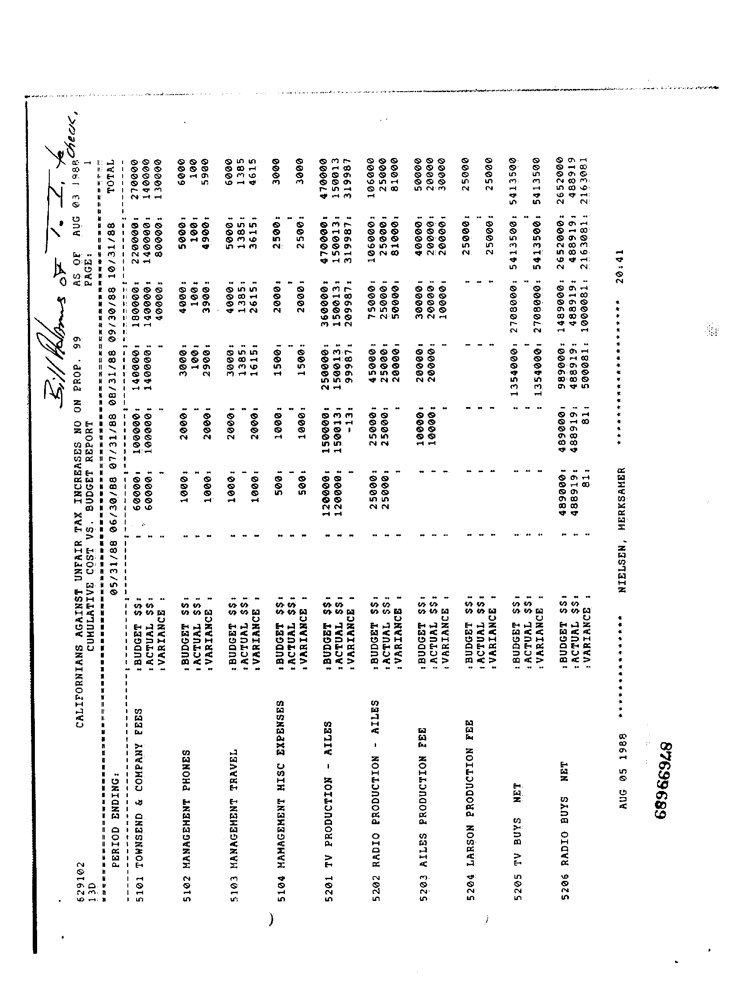 Bill of T. I. to check,
629102 CALIFORNIANS AGAINST UNFAIR TAX INCREASES NO ON PROP. 99 AS OF AUG 03 1988
13D CUMULATIVE COST VS. BUDGET REPORT PAGE: 1
PERIOD ENDING: 05/31/88 06/30/88 07/31/88 08/31/88 09/30/88 10/31/88 TOTAL
5101 TOWNSEND & COMPANY FEES :BUDGET $$: : 60000: 100000: 140000: 180000: 220000: 270000
:ACTUAL $$: : 60000: 100000: 140000: 140000: 140000: 140000
:VARIANCE : : : : : 40000: 80000: 130000
5102 MANAGEMENT PHONES :BUDGET $$: : 1000: 2000: 3000: 4000: 5000: 6000
:ACTUAL $$: : : : 100: 100: 100: 100
:VARIANCE : : 1000: 2000: 2900: 3900: 4900: 5900
5103 MANAGEMENT TRAVEL :BUDGET $$: : 1000: 2000: 3000: 4000: 5000: 6000
:ACTUAL $$: : : : 1385: 1385: 1385: 1385
:VARIANCE : : 1000: 2000: 1615: 2615: 3615: 4615
5104 MAMAGEMENT MISC EXPENSES :BUDGET $$: : 500: 1000: 1500: 2000: 2500: 3000
:ACTUAL $$: : : : : : :
:VARIANCE : : 500: 1000: 1500: 2000: 2500: 3000
5201 TV PRODUCTION - AILES :BUDGET $$: : 120000: 150000: 250000: 360000: 470000: 470000
:ACTUAL $$: : 120000: 150013: 150013: 150013: 150013: 150013
:VARIANCE : : : -13: 99987: 209987: 319987: 319987
5202 RADIO PRODUCTION - AILES :BUDGET $$: : 25000: 25000: 45000: 75000: 106000: 106000
:ACTUAL $$: : 25000: 25000: 25000: 25000: 25000: 25000
:VARIANCE : : : : 20000: 50000: 81000: 81000
5203 AILES PRODUCTION FEE :BUDGET $$: : : 10000: 20000: 30000: 40000: 50000
:ACTUAL $$: : : 10000: 20000: 20000: 20000: 20000
:VARIANCE : : : : : 10000: 20000: 30000
5204 LARSON PRODUCTION FEE :BUDGET $$: : : : : : 25000: 25000
:ACTUAL $$: : : : : : :
:VARIANCE : : : : : : 25000: 25000
5205 TV BUYS NET :BUDGET $$: : : : 1354000: 2708000: 5413500: 5413500
:ACTUAL $$: : : : : : :
:VARIANCE : : : : 1354000: 2708000: 5413500: 5413500
5206 RADIO BUYS NET :BUDGET $$: : 489000: 489000: 989000: 1489000: 2652000: 2652000
:ACTUAL $$: : 488919: 488919: 488919: 488919: 488919: 488919
:VARIANCE : : 81: 81: 500081: 1000081: 2163081: 2163081
AUG 05 1988 *************** NIELSEN, MERKSAMER ******************** 20:41
87699689